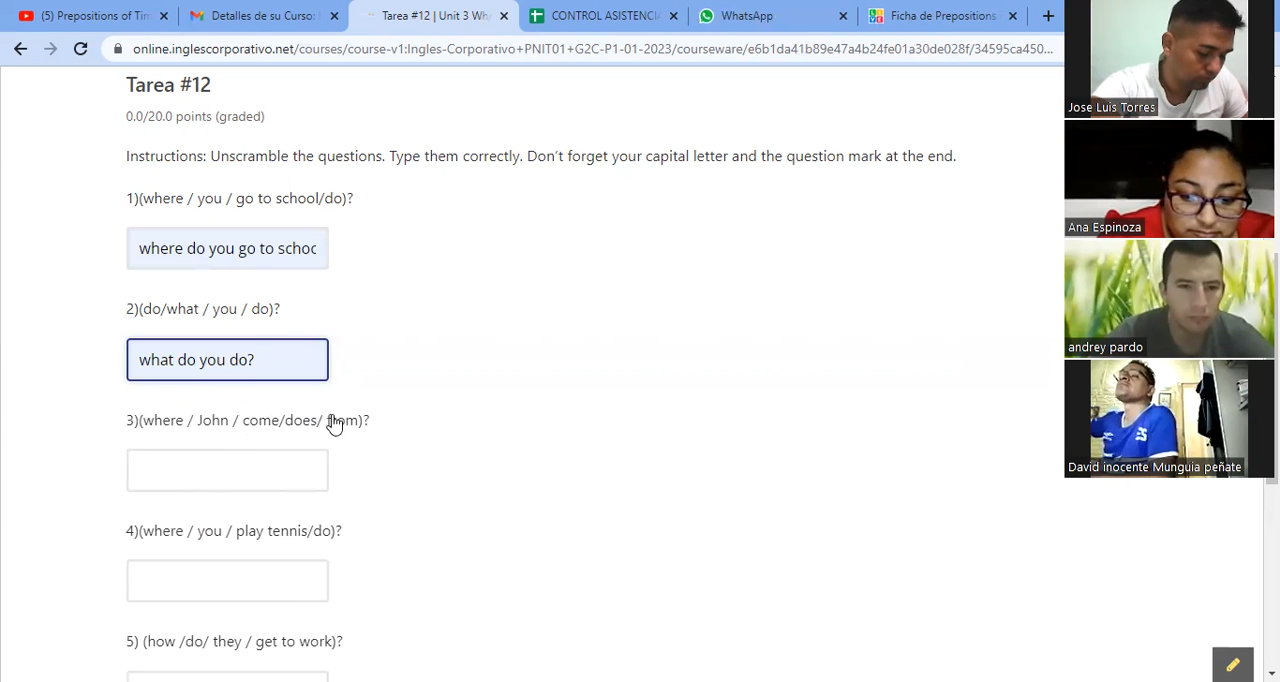 (5) Prepositions of Tim
Detalles de su Curso:
Tarea #12 | Unit 3 Wh
CONTROL ASISTENCI
WhatsApp
Ficha de Prepositions
online.inglescorporativo.net/courses/course-v1:Ingles-Corporativo+PNIT01+G2C-P1-01-2023/courseware/e6b1da41b89e47a4b24fe01a30de028f/34595ca450...
Tarea #12
0.0/20.0 points (graded)
Instructions: Unscramble the questions. Type them correctly. Don't forget your capital letter and the question mark at the end.
1)(where / you / go to school/do)?
where do you go to schoc
2)(do/what / you / do)?
what do you do?
3)(where / John / come/does/ from)?
4)(where / you / play tennis/do)?
5) (how /do/ they / get to work)?
Jose Luis Torres
Ana Espinoza
andrey pardo
David inocente Munguia peñate